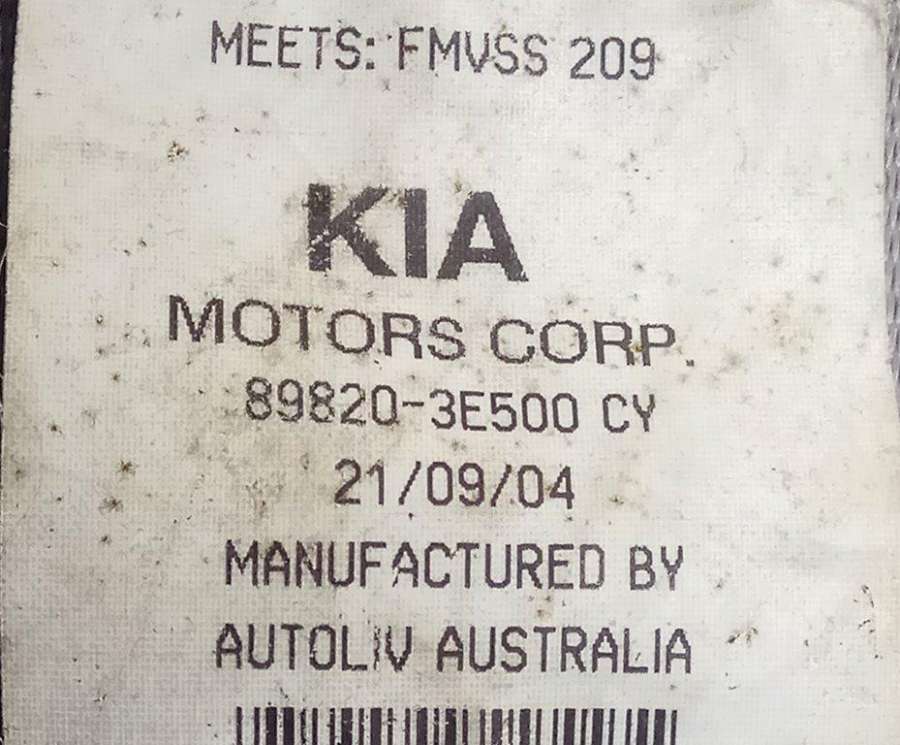 MEETS: FMVSS 209
KIA
MOTORS CORP.
89820-3E500 CY
21/09/04
MANUFACTURED BY
AUTOLIV AUSTRALIA